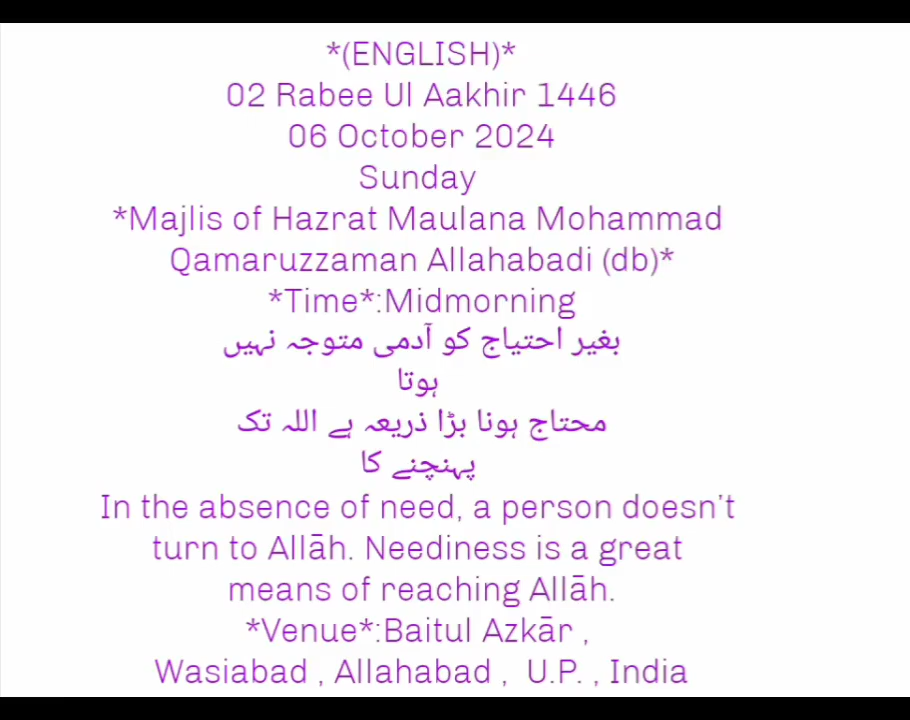 *(ENGLISH)*
02 Rabee Ul Aakhir 1446
06 October 2024
Sunday
*Majlis of Hazrat Maulana Mohammad
Qamaruzzaman Allahabadi (db)*
*Time*:Midmorning
بغیر احتیاج کو آدمی متوجہ نہیں
ہوتا
محتاج ہونا بڑا ذریعہ ہے اللہ تک
پہنچنے کا
In the absence of need, a person doesn't
turn to Allāh. Neediness is a great
means of reaching Allāh.
*Venue*:Baitul Azkār ,
Wasiabad , Allahabad ,  U.P. , India